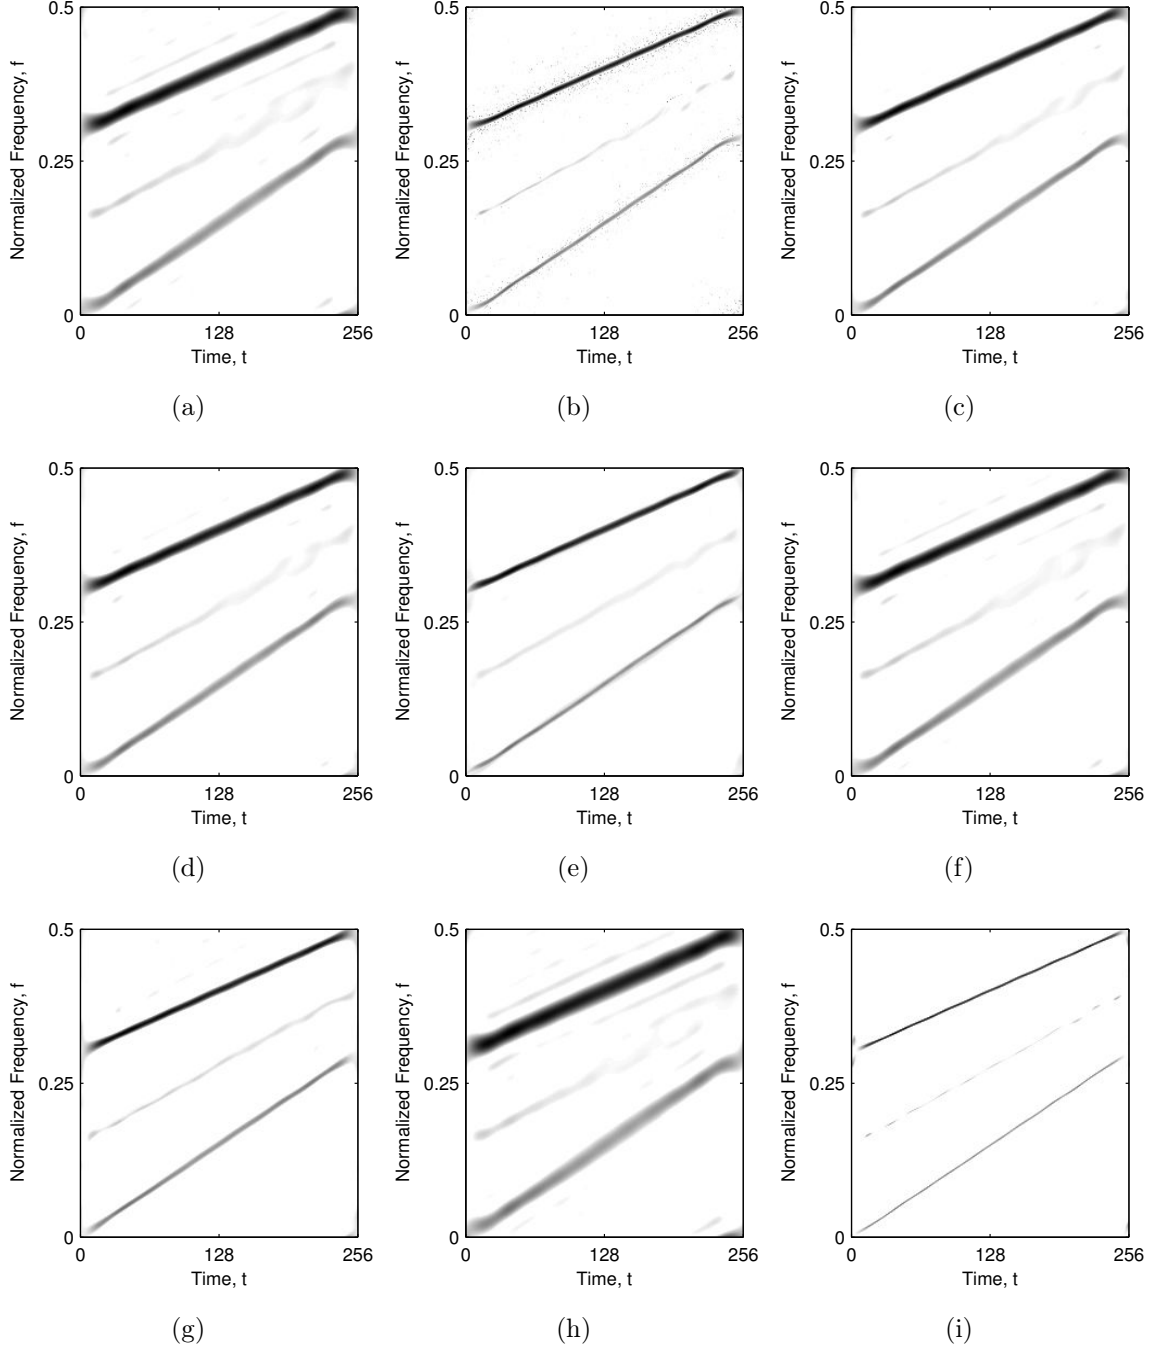 0.5 0.5 0.5
Normalized Frequency, f Normalized Frequency, f Normalized Frequency, f
0.25 0.25 0.25
0 0 0
0 128 256 0 128 256 0 128 256
Time, t Time, t Time, t
(a) (b) (c)
0.5 0.5 0.5
Normalized Frequency, f Normalized Frequency, f Normalized Frequency, f
0.25 0.25 0.25
0 0 0
0 128 256 0 128 256 0 128 256
Time, t Time, t Time, t
(d) (e) (f)
0.5 0.5 0.5
Normalized Frequency, f Normalized Frequency, f Normalized Frequency, f
0.25 0.25 0.25
0 0 0
0 128 256 0 128 256 0 128 256
Time, t Time, t Time, t
(g) (h) (i)